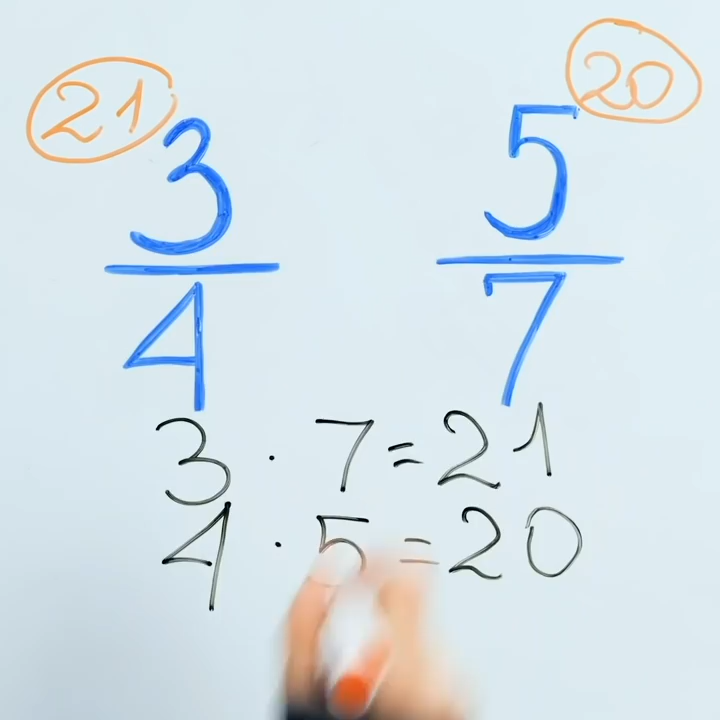 21 20
3/4 5/7
3 · 7 = 21
4 · 5 = 20